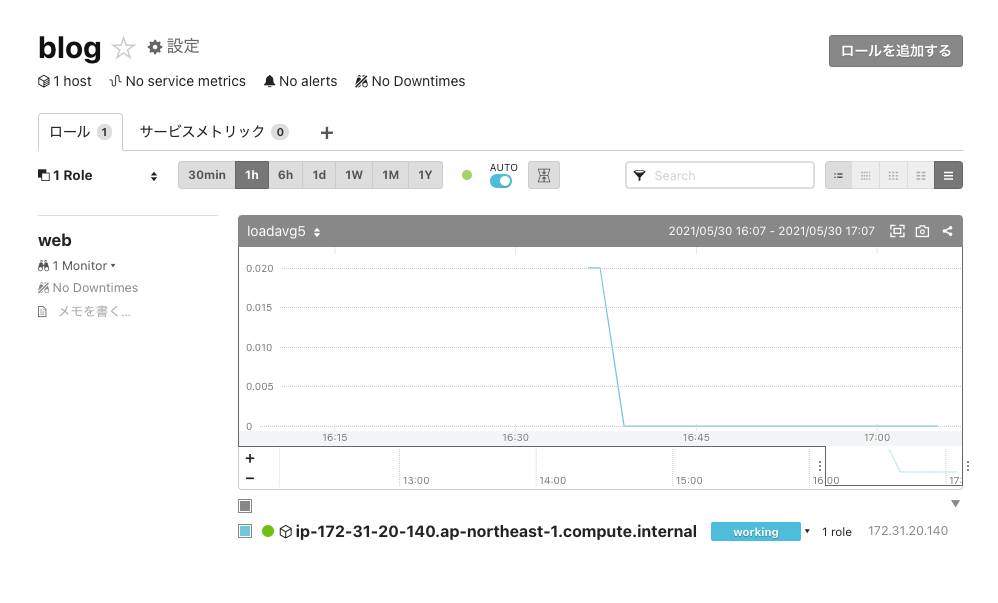 blog 設定
ロールを追加する
1 host No service metrics No alerts No Downtimes
ロール 1 サービスメトリック 0 +
1 Role 30min 1h 6h 1d 1W 1M 1Y AUTO Search
web
1 Monitor
No Downtimes
メモを書く...
loadavg5 2021/05/30 16:07 - 2021/05/30 17:07
0.020
0.015
0.010
0.005
0
16:15 16:30 16:45 17:00
+
−
13:00 14:00 15:00 16:00 17:
ip-172-31-20-140.ap-northeast-1.compute.internal working 1 role 172.31.20.140